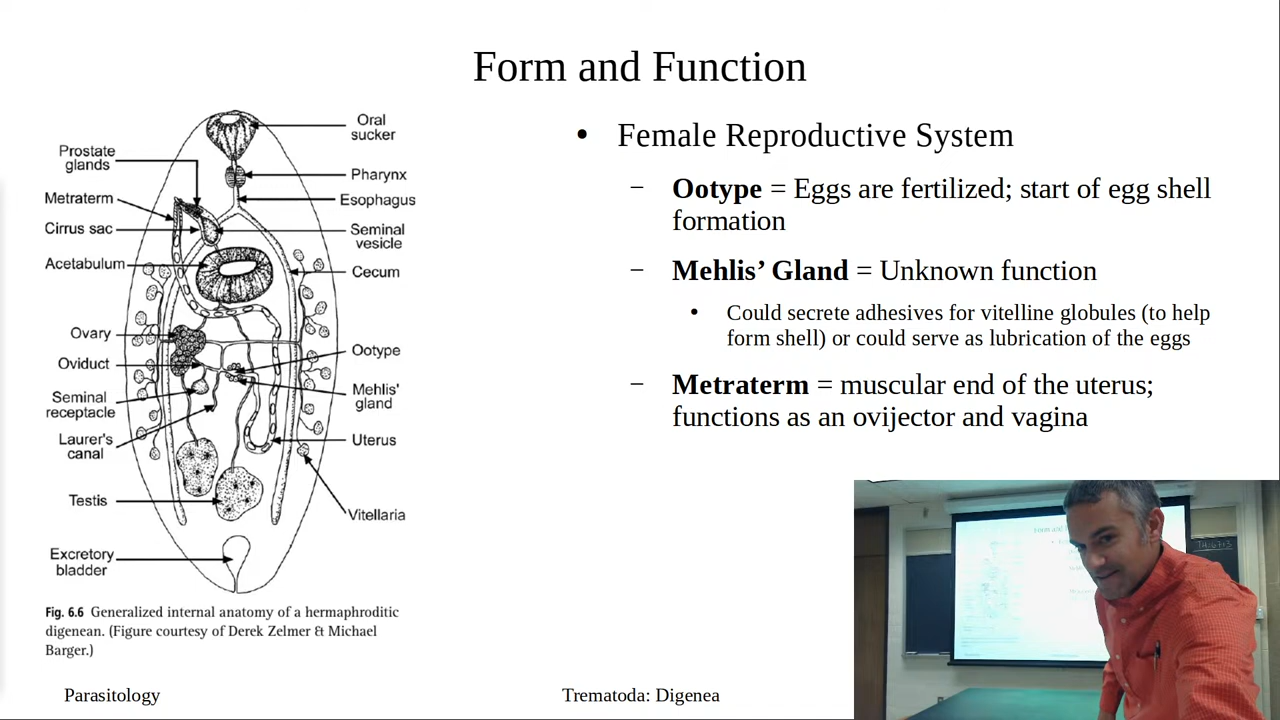 Form and Function
Oral
sucker
Prostate
glands
Pharynx
Metraterm
Esophagus
Cirrus sac
Seminal
vesicle
Acetabulum
Cecum
Ovary
Ootype
Oviduct
Mehlis'
gland
Seminal
receptacle
Laurer's
canal
Uterus
Testis
Vitellaria
Excretory
bladder
Fig. 6.6 Generalized internal anatomy of a hermaphroditic
digenean. (Figure courtesy of Derek Zelmer & Michael
Barger.)
• Female Reproductive System
– Ootype = Eggs are fertilized; start of egg shell
formation
– Mehlis’ Gland = Unknown function
• Could secrete adhesives for vitelline globules (to help
form shell) or could serve as lubrication of the eggs
– Metraterm = muscular end of the uterus;
functions as an ovijector and vagina
Parasitology
Trematoda: Digenea